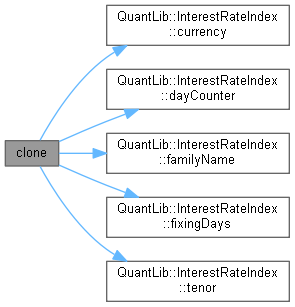 QuantLib::InterestRateIndex
::currency
QuantLib::InterestRateIndex
::dayCounter
clone
QuantLib::InterestRateIndex
::familyName
QuantLib::InterestRateIndex
::fixingDays
QuantLib::InterestRateIndex
::tenor